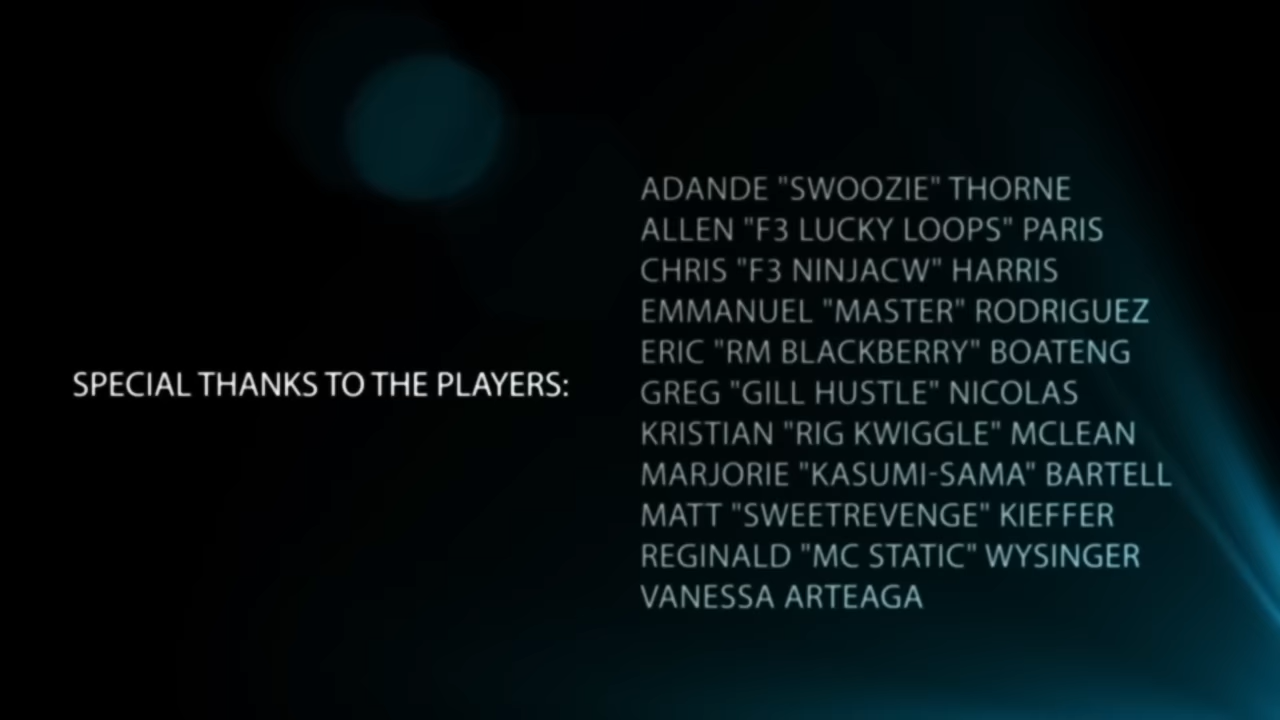 SPECIAL THANKS TO THE PLAYERS:
ADANDE "SWOOZIE" THORNE
ALLEN "F3 LUCKY LOOPS" PARIS
CHRIS "F3 NINJACW" HARRIS
EMMANUEL "MASTER" RODRIGUEZ
ERIC "RM BLACKBERRY" BOATENG
GREG "GILL HUSTLE" NICOLAS
KRISTIAN "RIG KWIGGLE" MCLEAN
MARJORIE "KASUMI-SAMA" BARTELL
MATT "SWEETREVENGE" KIEFFER
REGINALD "MC STATIC" WYSINGER
VANESSA ARTEAGA